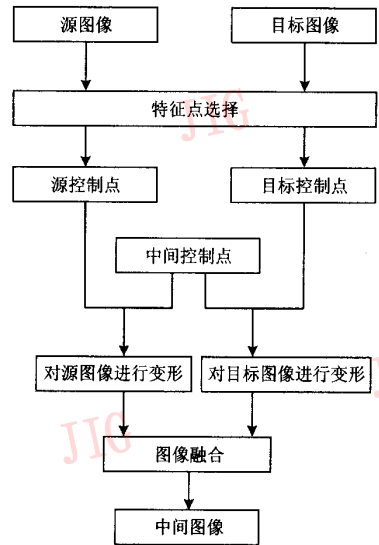 源图像
目标图像
特征点选择
JIG
源控制点
目标控制点
中间控制点
对源图像进行变形
对目标图像进行变形
JIG
图像融合
中间图像